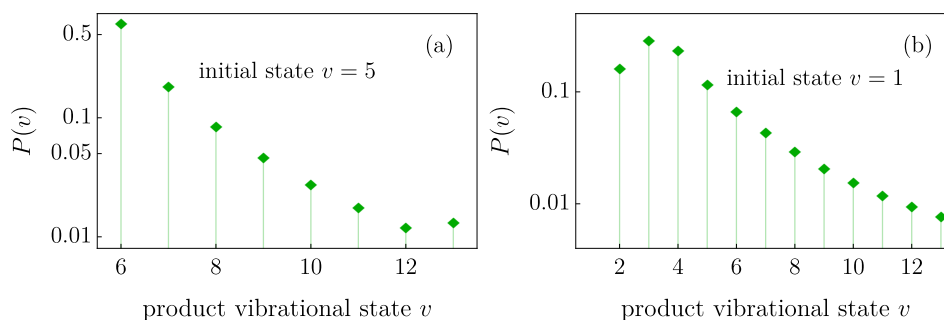 (a)
initial state v = 5
P(v)
0.5
0.1
0.05
0.01
6 8 10 12
product vibrational state v
(b)
initial state v = 1
P(v)
0.1
0.01
2 4 6 8 10 12
product vibrational state v